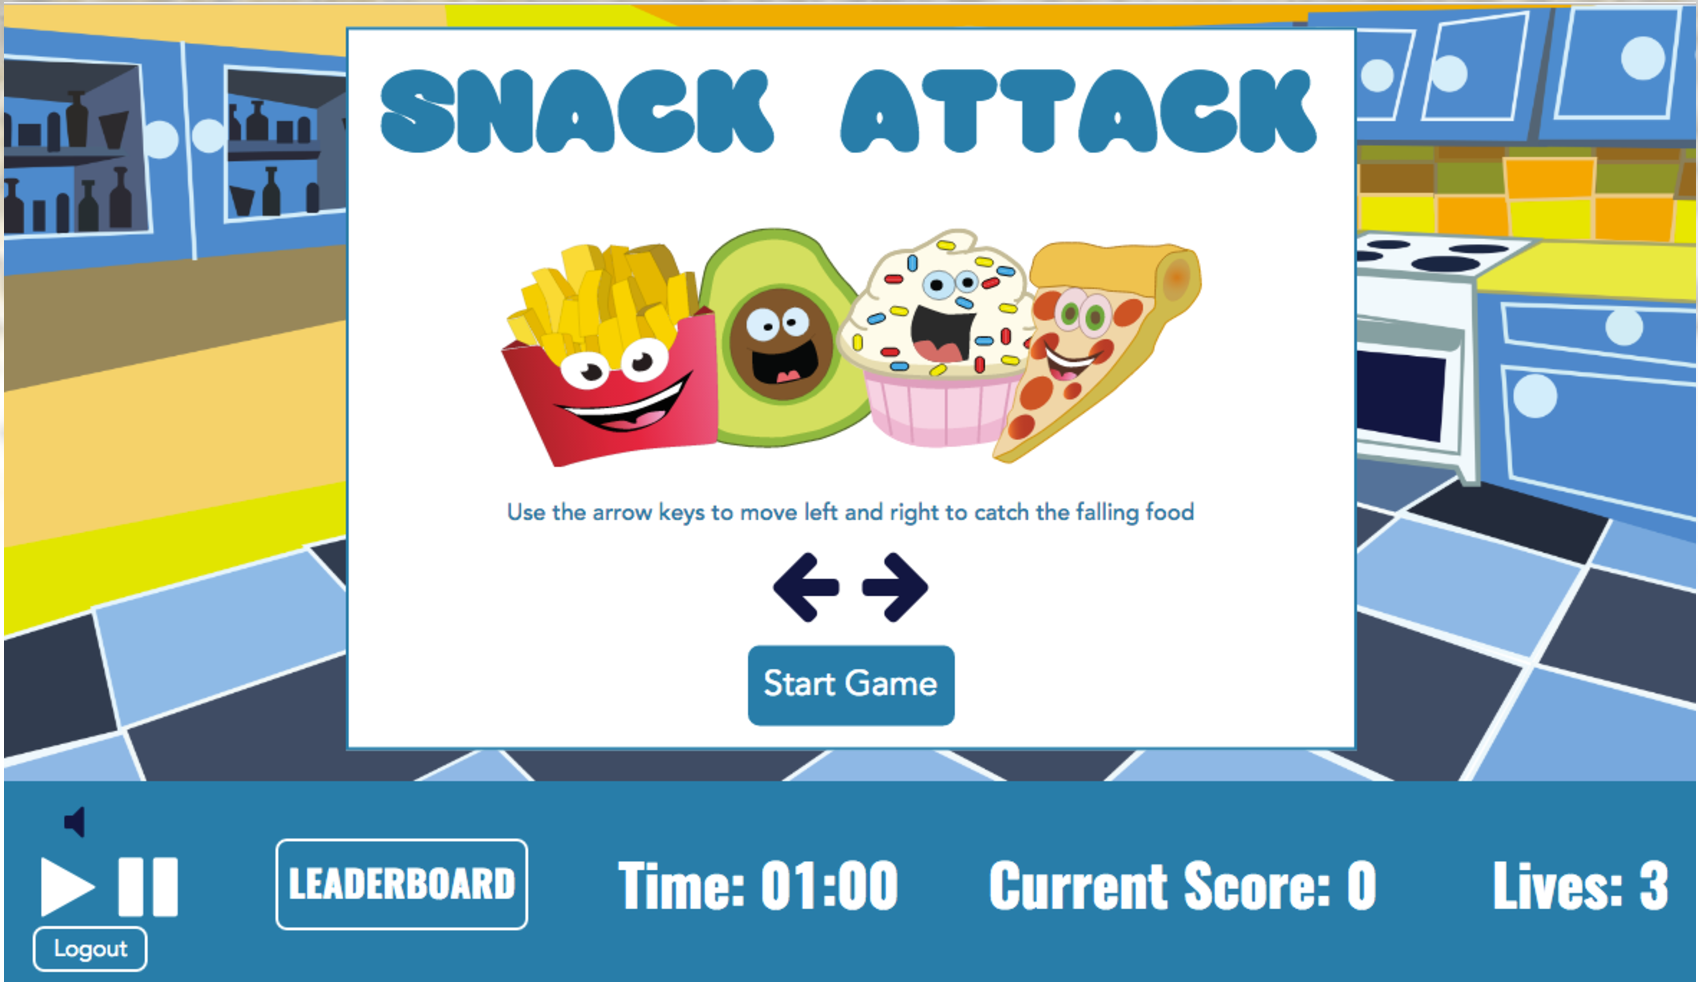 SNACK ATTACK
Use the arrow keys to move left and right to catch the falling food
Start Game
LEADERBOARD
Time: 01:00
Current Score: 0
Lives: 3
Logout